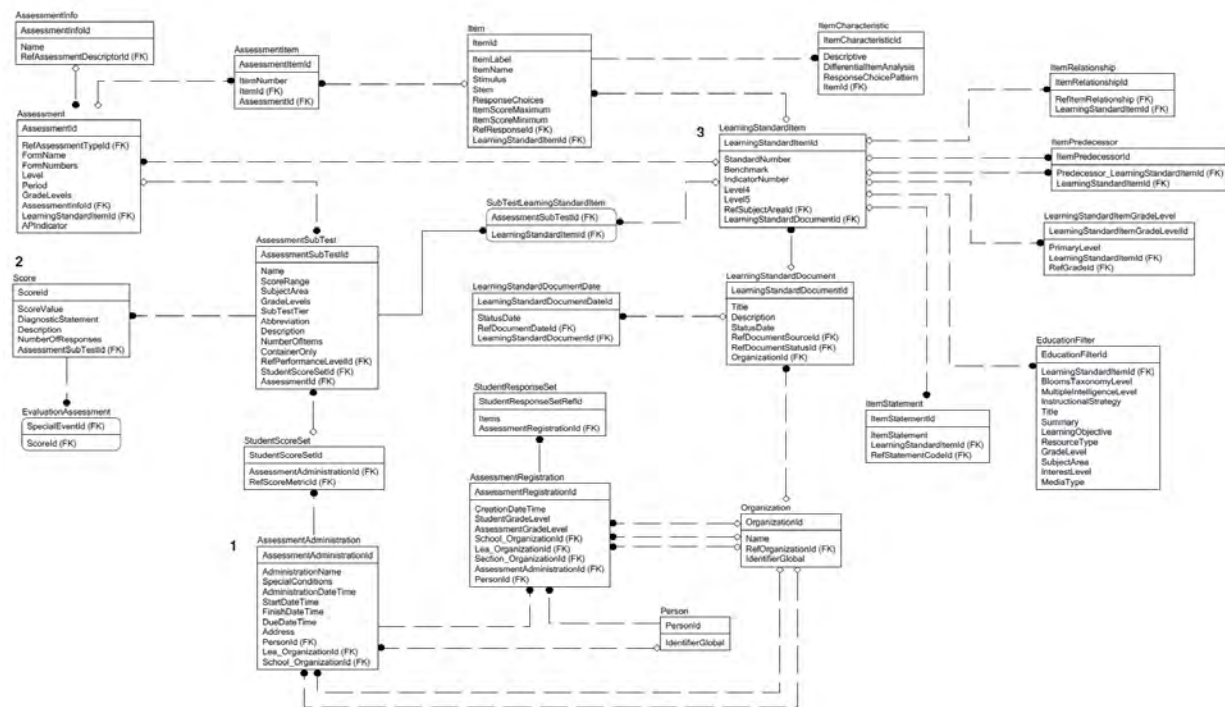 AssessmentInfo
AssessmentInfoId
Name
RefAssessmentDescriptorId (FK)
AssessmentItem
AssessmentItemId
ItemNumber
ItemId (FK)
AssessmentId (FK)
Item
ItemId
ItemLabel
ItemName
Stimulus
Stem
ResponseChoices
ItemScoreMaximum
ItemScoreMinimum
RefResponseId (FK)
LearningStandardItemId (FK)
ItemCharacteristic
ItemCharacteristicId
Descriptive
DifferentialItemAnalysis
ResponseChoicePattern
ItemId (FK)
ItemRelationship
ItemRelationshipId
RefItemRelationship (FK)
LearningStandardItemId (FK)
Assessment
AssessmentId
RefAssessmentTypeId (FK)
FormName
FormNumbers
Level
Period
GradeLevels
AssessmentInfoId (FK)
LearningStandardItemId (FK)
APIndicator
3
LearningStandardItem
LearningStandardItemId
StandardNumber
Benchmark
IndicatorNumber
Level4
Level5
RefSubjectAreaId (FK)
LearningStandardDocumentId (FK)
ItemPredecessor
ItemPredecessorId
Predecessor_LearningStandardItemId (FK)
LearningStandardItemId (FK)
SubTestLearningStandardItem
AssessmentSubTestId (FK)
LearningStandardItemId (FK)
LearningStandardItemGradeLevel
LearningStandardItemGradeLevelId
PrimaryLevel
LearningStandardItemId (FK)
RefGradeId (FK)
AssessmentSubTest
AssessmentSubTestId
Name
ScoreRange
SubjectArea
GradeLevels
SubTestTier
Abbreviation
Description
NumberOfItems
ContainerOnly
RefPerformanceLevelId (FK)
StudentScoreSetId (FK)
AssessmentId (FK)
2
Score
ScoreId
ScoreValue
DiagnosticStatement
Description
NumberOfResponses
AssessmentSubTestId (FK)
LearningStandardDocumentDate
LearningStandardDocumentDateId
StatusDate
RefDocumentDateId (FK)
LearningStandardDocumentId (FK)
LearningStandardDocument
LearningStandardDocumentId
Title
Description
StatusDate
RefDocumentSourceId (FK)
RefDocumentStatusId (FK)
OrganizationId (FK)
EducationFilter
EducationFilterId
LearningStandardItemId (FK)
BloomsTaxonomyLevel
MultipleIntelligenceLevel
InstructionalStrategy
Title
Summary
LearningObjective
ResourceType
GradeLevel
SubjectArea
InterestLevel
MediaType
EvaluationAssessment
SpecialEventId (FK)
ScoreId (FK)
StudentResponseSet
StudentResponseSetRefId
Items
AssessmentRegistrationId (FK)
ItemStatement
ItemStatementId
ItemStatement
LearningStandardItemId (FK)
RefStatementCodeId (FK)
StudentScoreSet
StudentScoreSetId
AssessmentAdministrationId (FK)
RefScoreMetricId (FK)
AssessmentRegistration
AssessmentRegistrationId
CreationDateTime
StudentGradeLevel
AssessmentGradeLevel
School_OrganizationId (FK)
Lea_OrganizationId (FK)
Section_OrganizationId (FK)
AssessmentAdministrationId (FK)
PersonId (FK)
Organization
OrganizationId
Name
RefOrganizationId (FK)
IdentifierGlobal
1
AssessmentAdministration
AssessmentAdministrationId
AdministrationName
SpecialConditions
AdministrationDateTime
StartDateTime
FinishDateTime
DueDateTime
Address
PersonId (FK)
Lea_OrganizationId (FK)
School_OrganizationId (FK)
Person
PersonId
IdentifierGlobal